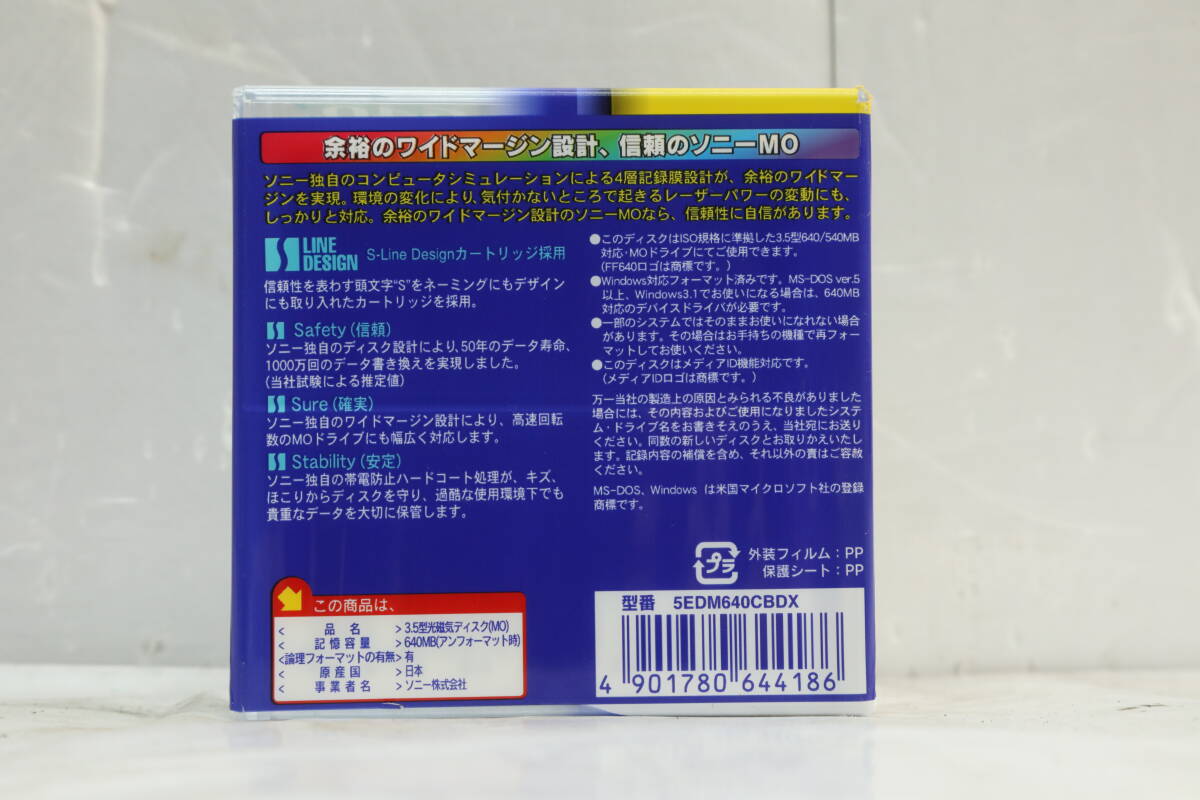 余裕のワイドマージン設計、信頼のソニーMO
ソニー独自のコンピュータシミュレーションによる4層記録膜設計が、余裕のワイドマー
ジンを実現。環境の変化により、気付かないところで起きるレーザーパワーの変動にも、
しっかりと対応。余裕のワイドマージン設計のソニーMOなら、信頼性に自信があります。
S LINE DESIGN S-Line Designカートリッジ採用
信頼性を表わす頭文字“S”をネーミングにもデザイン
にも取り入れたカートリッジを採用。
S Safety(信頼)
ソニー独自のディスク設計により、50年のデータ寿命、
1000万回のデータ書き換えを実現しました。
(当社試験による推定値)
S Sure(確実)
ソニー独自のワイドマージン設計により、高速回転
数のMOドライブにも幅広く対応します。
S Stability(安定)
ソニー独自の帯電防止ハードコート処理が、キズ、
ほこりからディスクを守り、過酷な使用環境下でも
貴重なデータを大切に保管します。
●このディスクはISO規格に準拠した3.5型640/540MB
対応・MOドライブにてご使用できます。
(FF640ロゴは商標です。)
●Windows対応フォーマット済みです。MS-DOS ver.5
以上、Windows3.1でお使いになる場合は、640MB
対応のデバイスドライバが必要です。
●一部のシステムではそのままお使いになれない場合
があります。その場合はお手持ちの機種で再フォー
マットしてお使いください。
●このディスクはメディアID機能対応です。
(メディアIDロゴは商標です。)
万一当社の製造上の原因とみられる不良がありました
場合には、その内容およびご使用になりましたシステ
ム・ドライブ名をお書きそえのうえ、当社宛にお送り
ください。同数の新しいディスクとお取りかえいたし
ます。記録内容の補償を含め、それ以外の責はご容赦
ください。
MS-DOS、Windows は米国マイクロソフト社の登録
商標です。
プラ 外装フィルム：PP
保護シート：PP
この商品は、
< 品名 > 3.5型光磁気ディスク(MO)
< 記憶容量 > 640MB(アンフォーマット時)
<論理フォーマットの有無> 有
< 原産国 > 日本
< 事業者名 > ソニー株式会社
型番 5EDM640CBDX
4 901780 644186